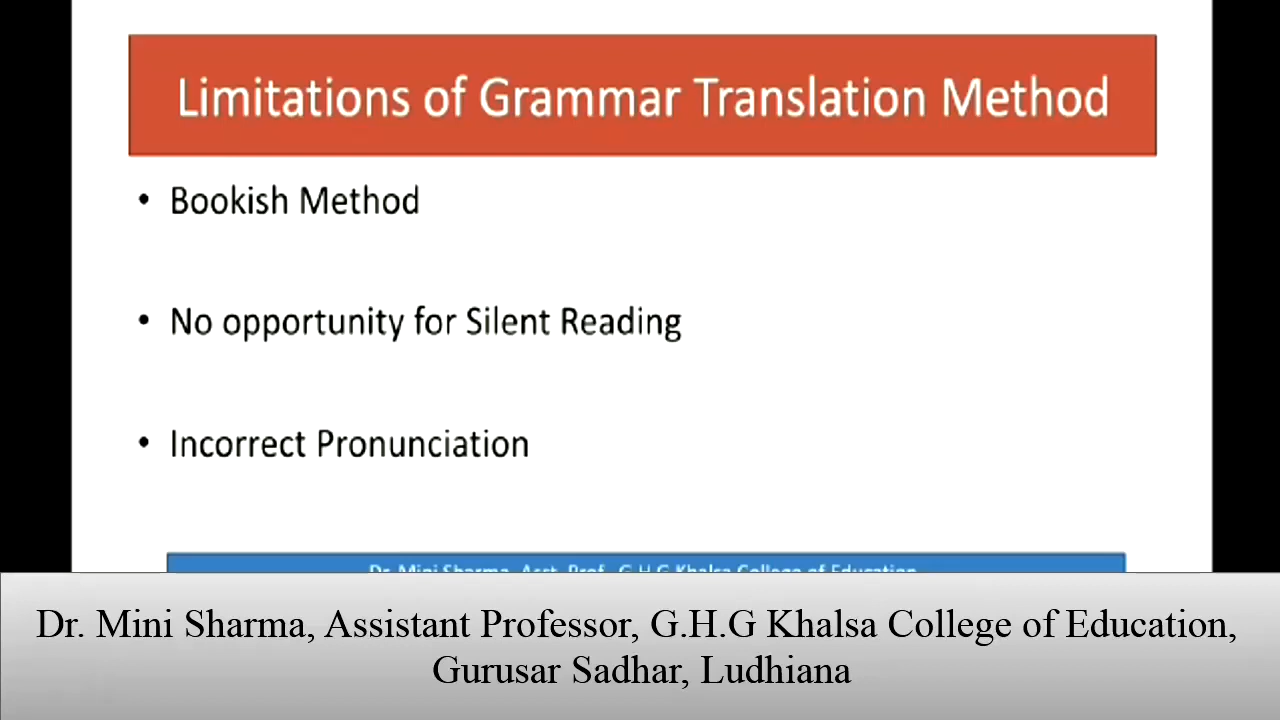 Limitations of Grammar Translation Method
• Bookish Method
• No opportunity for Silent Reading
• Incorrect Pronunciation
Dr. Mini Sharma, Asst. Prof., G.H.G Khalsa College of Education
Dr. Mini Sharma, Assistant Professor, G.H.G Khalsa College of Education,
Gurusar Sadhar, Ludhiana